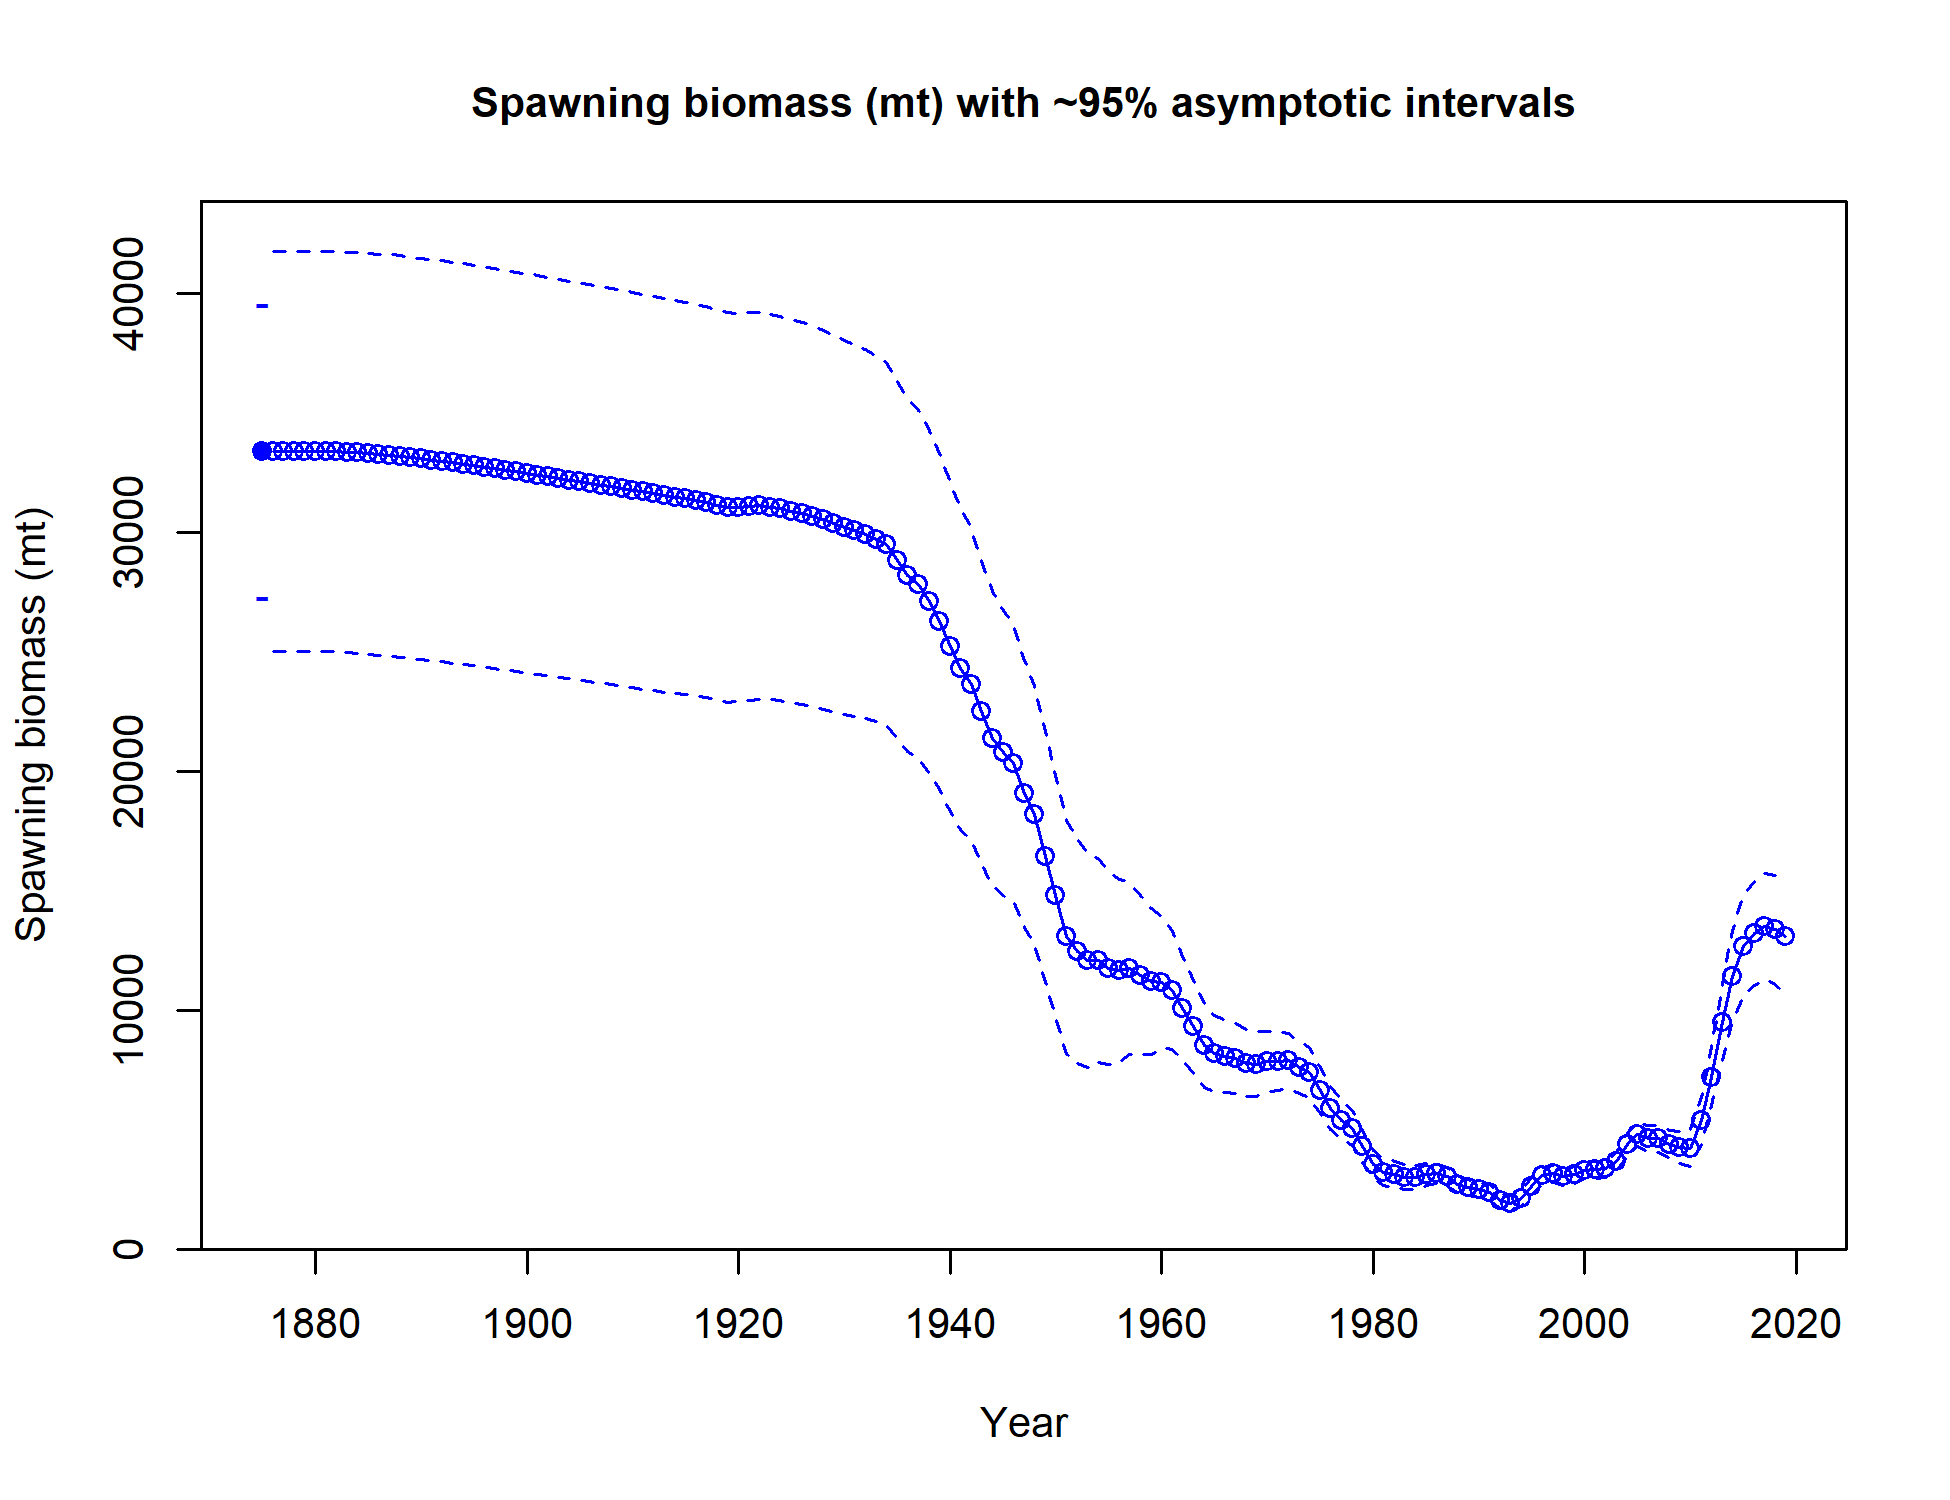 Spawning biomass (mt) with ~95% asymptotic intervals
Spawning biomass (mt)
40000
30000
20000
10000
0
1880 1900 1920 1940 1960 1980 2000 2020
Year